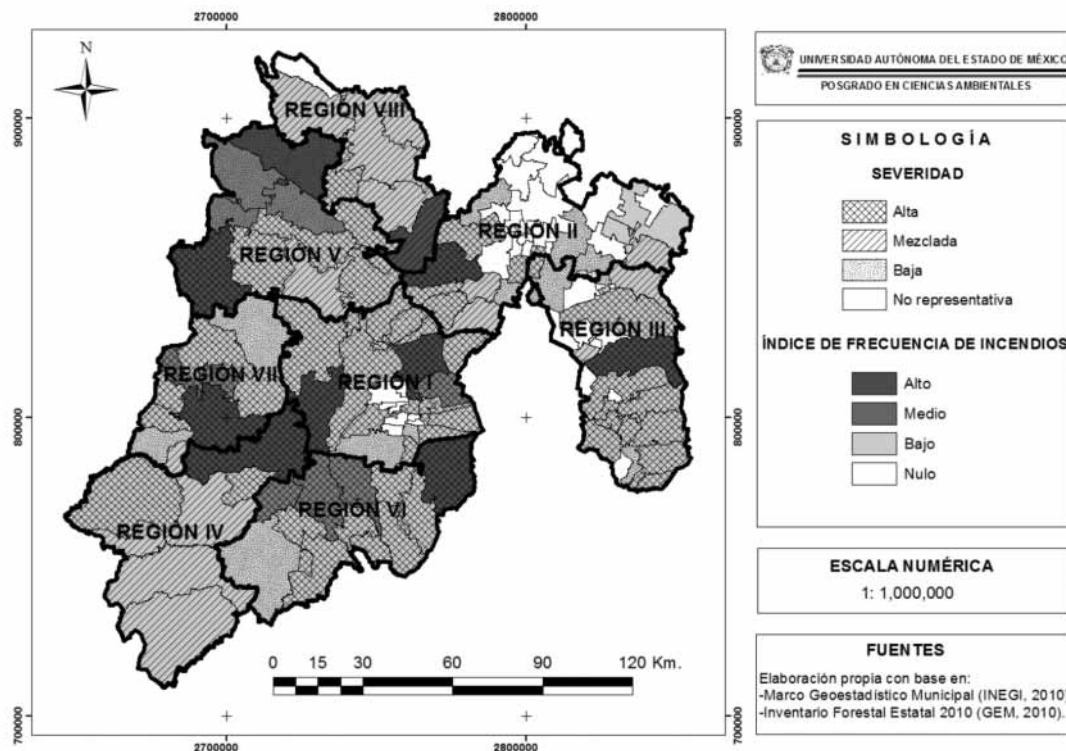 2700000
2800000
N
REGIÓN VIII
900000
900000
REGIÓN II
REGIÓN V
REGIÓN III
REGIÓN VII
REGIÓN I
800000
800000
REGIÓN VI
REGIÓN IV
0 15 30 60 90 120 Km.
700000
700000
2700000
2800000
UNIVERSIDAD AUTÓNOMA DEL ESTADO DE MÉXICO
POSGRADO EN CIENCIAS AMBIENTALES
SIMBOLOGÍA
SEVERIDAD
Alta
Mezclada
Baja
No representativa
ÍNDICE DE FRECUENCIA DE INCENDIOS
Alto
Medio
Bajo
Nulo
ESCALA NUMÉRICA
1: 1,000,000
FUENTES
Elaboración propia con base en:
-Marco Geoestadístico Municipal (INEGI, 2010)
-Inventario Forestal Estatal 2010 (GEM, 2010).